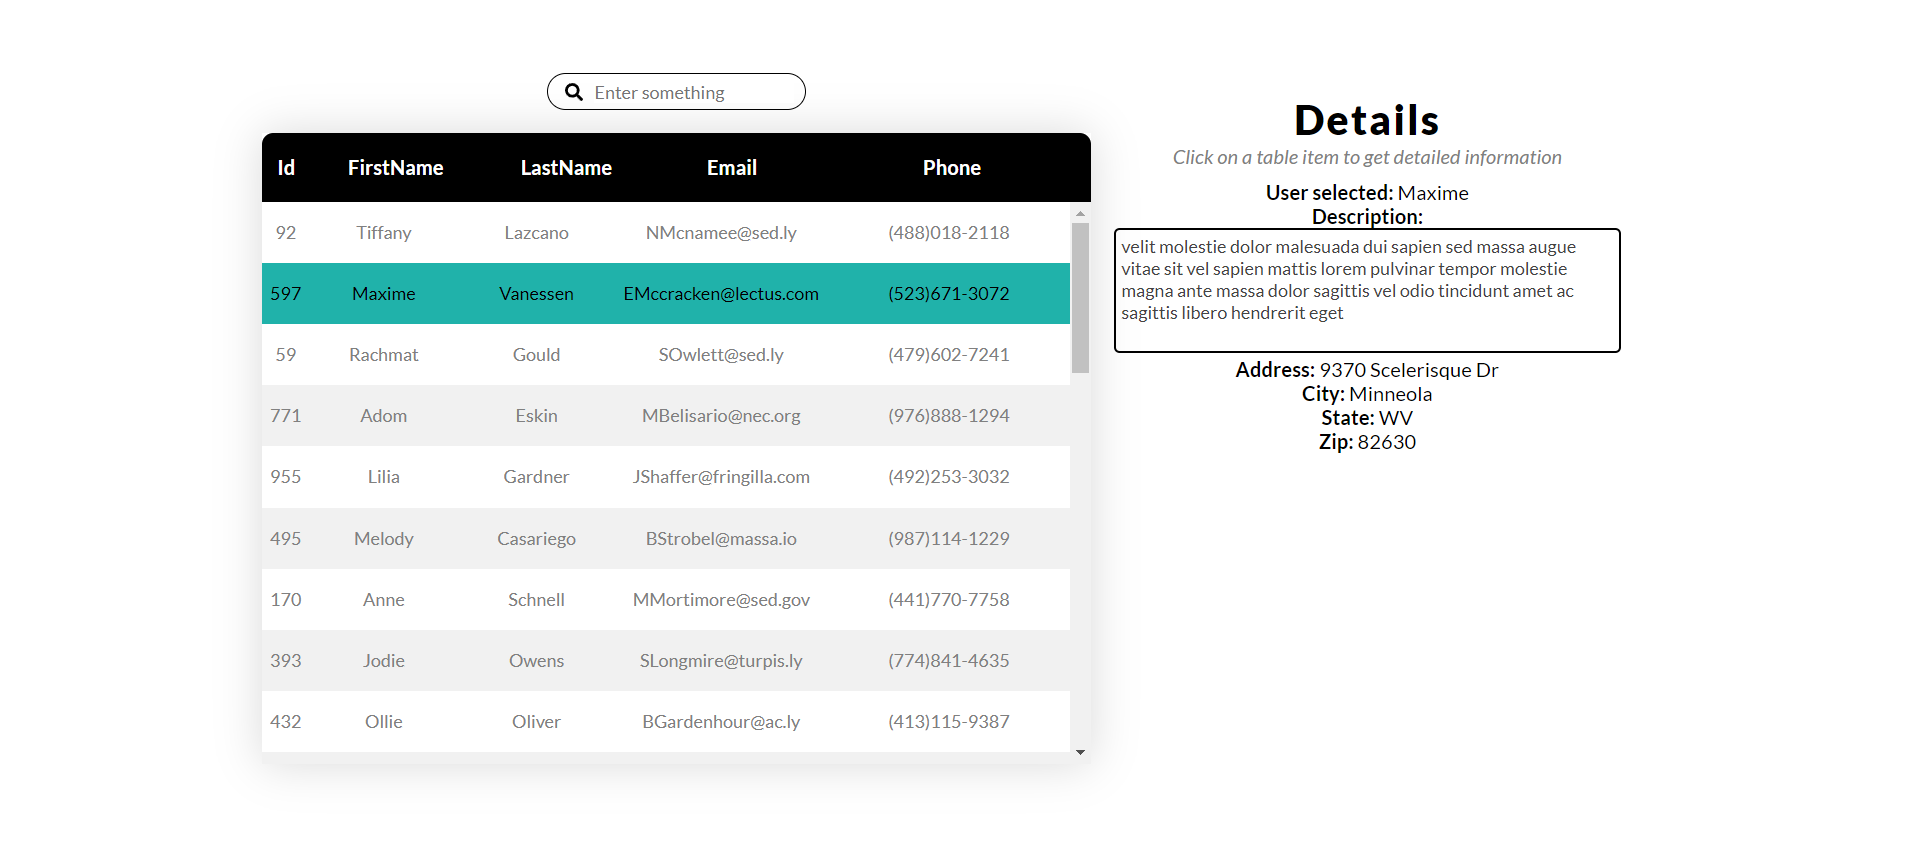 Enter something
Id FirstName LastName Email Phone
92 Tiffany Lazcano NMcnamee@sed.ly (488)018-2118
597 Maxime Vanessen EMccracken@lectus.com (523)671-3072
59 Rachmat Gould SOwlett@sed.ly (479)602-7241
771 Adom Eskin MBelisario@nec.org (976)888-1294
955 Lilia Gardner JShaffer@fringilla.com (492)253-3032
495 Melody Casariego BStrobel@massa.io (987)114-1229
170 Anne Schnell MMortimore@sed.gov (441)770-7758
393 Jodie Owens SLongmire@turpis.ly (774)841-4635
432 Ollie Oliver BGardenhour@ac.ly (413)115-9387
Details
Click on a table item to get detailed information
User selected: Maxime
Description:
velit molestie dolor malesuada dui sapien sed massa augue
vitae sit vel sapien mattis lorem pulvinar tempor molestie
magna ante massa dolor sagittis vel odio tincidunt amet ac
sagittis libero hendrerit eget
Address: 9370 Scelerisque Dr
City: Minneola
State: WV
Zip: 82630